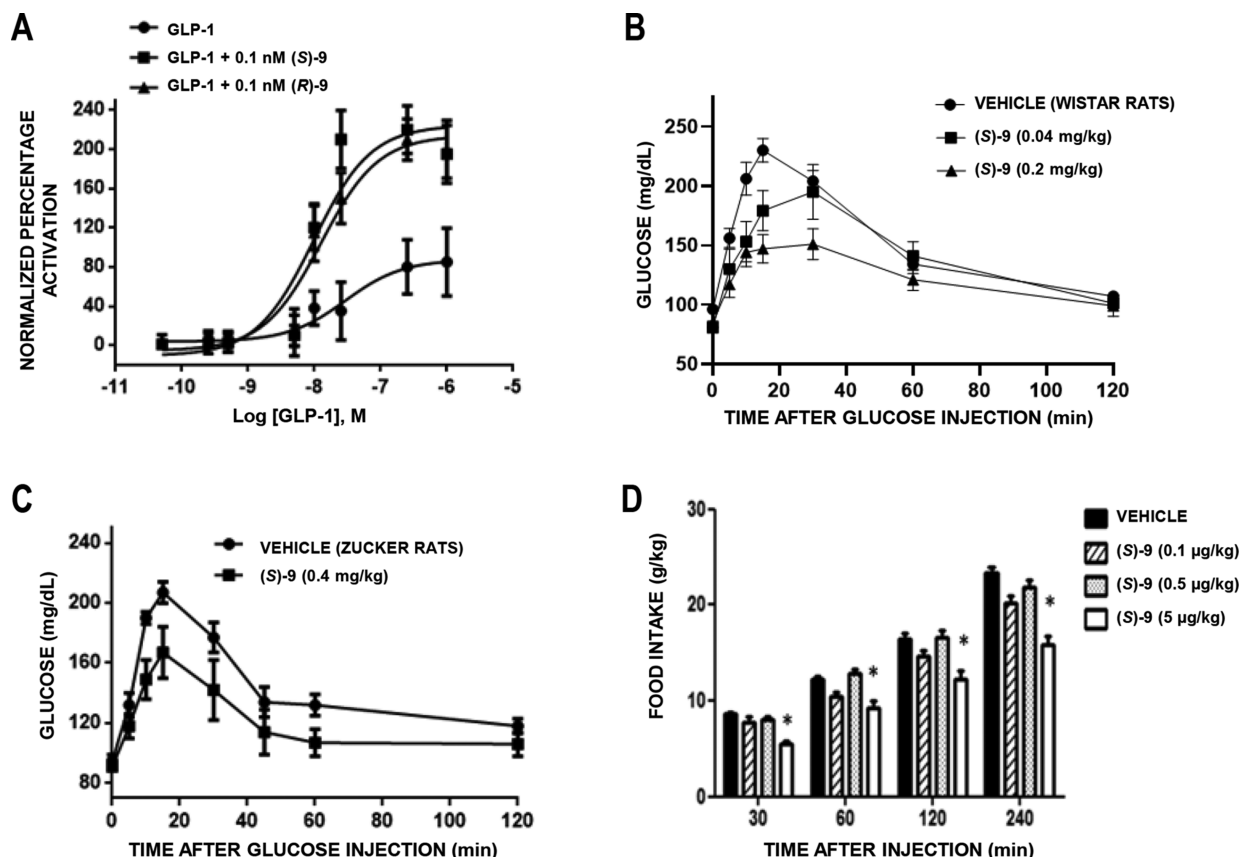 A
GLP-1
GLP-1 + 0.1 nM (S)-9
GLP-1 + 0.1 nM (R)-9
NORMALIZED PERCENTAGE
ACTIVATION
240
200
160
120
80
40
0
-11 -10 -9 -8 -7 -6 -5
Log [GLP-1], M
B
VEHICLE (WISTAR RATS)
(S)-9 (0.04 mg/kg)
(S)-9 (0.2 mg/kg)
GLUCOSE (mg/dL)
250
200
150
100
50
0 20 40 60 80 100 120
TIME AFTER GLUCOSE INJECTION (min)
C
VEHICLE (ZUCKER RATS)
(S)-9 (0.4 mg/kg)
GLUCOSE (mg/dL)
240
200
160
120
80
0 20 40 60 80 100 120
TIME AFTER GLUCOSE INJECTION (min)
D
VEHICLE
(S)-9 (0.1 µg/kg)
(S)-9 (0.5 µg/kg)
(S)-9 (5 µg/kg)
FOOD INTAKE (g/kg)
30
20
10
0
* * * *
30 60 120 240
TIME AFTER INJECTION (min)